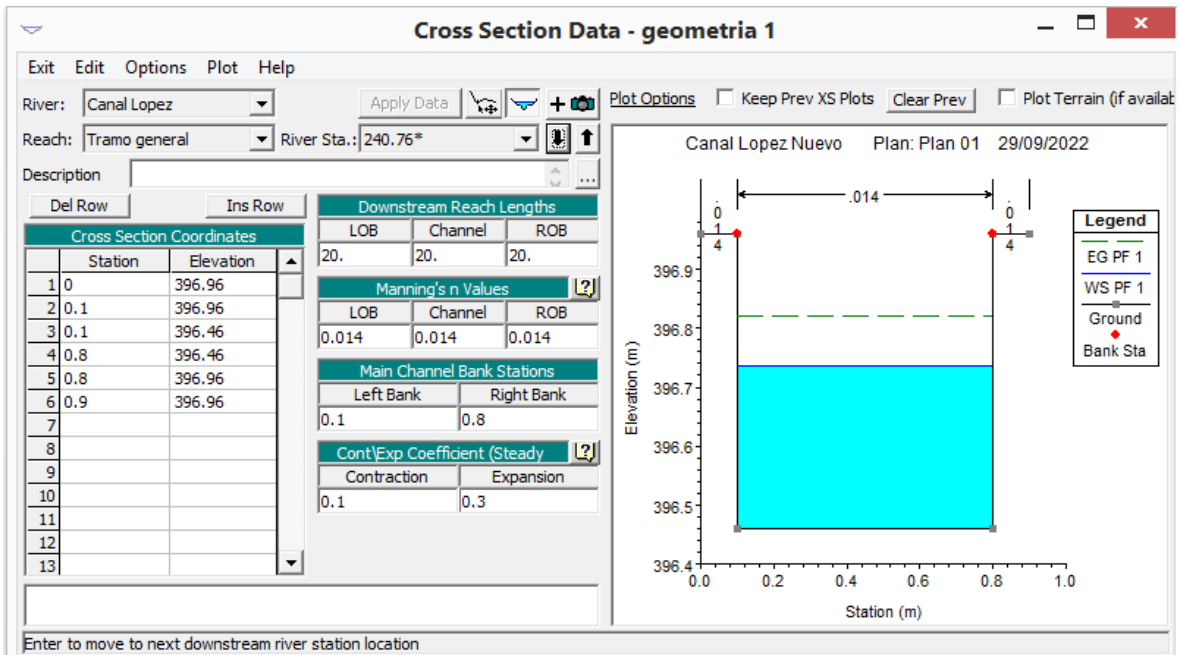 Cross Section Data - geometria 1
Exit Edit Options Plot Help
River: Canal Lopez Apply Data
Reach: Tramo general River Sta.: 240.76*
Description ...
Del Row Ins Row
Cross Section Coordinates
Station Elevation
1 0 396.96
2 0.1 396.96
3 0.1 396.46
4 0.8 396.46
5 0.8 396.96
6 0.9 396.96
7
8
9
10
11
12
13
Downstream Reach Lengths
LOB Channel ROB
20. 20. 20.
Manning's n Values
LOB Channel ROB
0.014 0.014 0.014
Main Channel Bank Stations
Left Bank Right Bank
0.1 0.8
Cont\Exp Coefficient (Steady
Contraction Expansion
0.1 0.3
Plot Options Keep Prev XS Plots Clear Prev Plot Terrain (if availab
Canal Lopez Nuevo Plan: Plan 01 29/09/2022
.014 .014 .014
Legend
EG PF 1
WS PF 1
Ground
Bank Sta
Elevation (m)
396.9
396.8
396.7
396.6
396.5
396.4
0.0 0.2 0.4 0.6 0.8 1.0
Station (m)
Enter to move to next downstream river station location